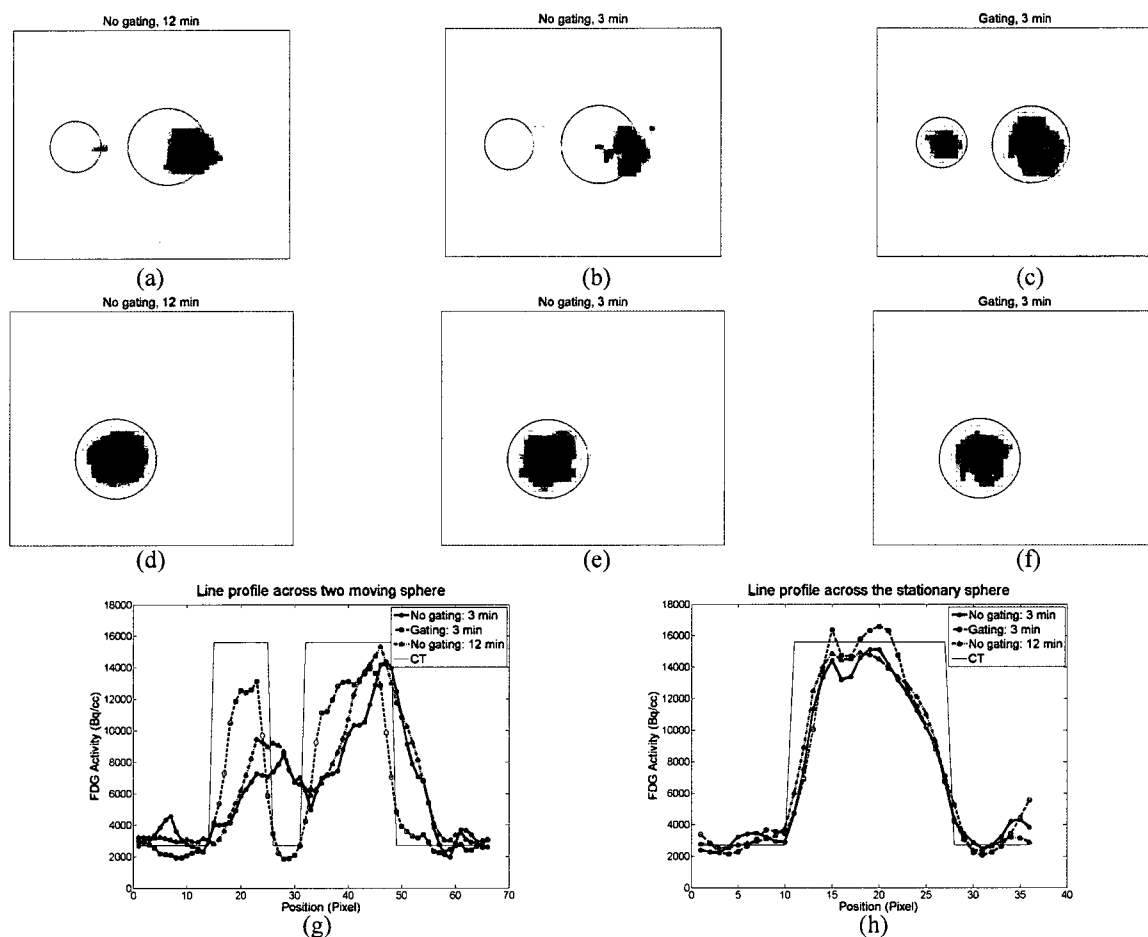 No gating, 12 min
No gating, 3 min
Gating, 3 min
(a)
(b)
(c)
No gating, 12 min
No gating, 3 min
Gating, 3 min
(d)
(e)
(f)
Line profile across two moving sphere
18000
16000
14000
12000
10000
8000
6000
4000
2000
0
FDG Activity (Bq/cc)
No gating: 3 min
Gating: 3 min
No gating: 12 min
CT
0 10 20 30 40 50 60 70
Position (Pixel)
(g)
Line profile across the stationary sphere
18000
16000
14000
12000
10000
8000
6000
4000
2000
0
FDG Activity (Bq/cc)
No gating: 3 min
Gating: 3 min
No gating: 12 min
CT
0 5 10 15 20 25 30 35 40
Position (Pixel)
(h)